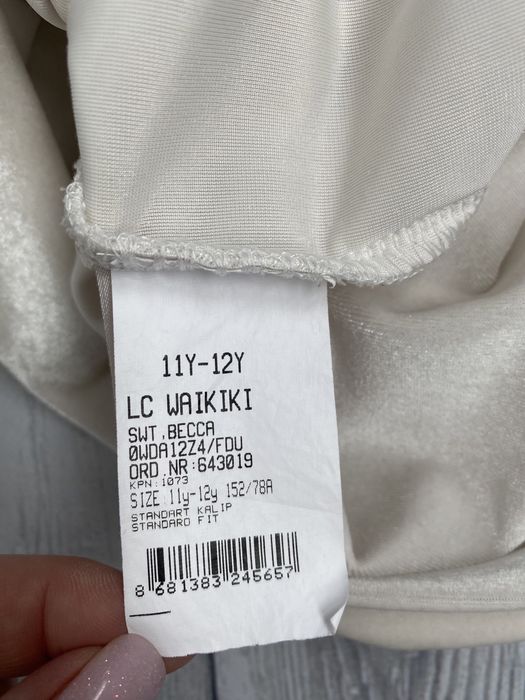 11Y-12Y
LC WAIKIKI
SWT.BECCA
0WDA12Z4/FDU
ORD.NR:643019
KPN:1073
SIZE:11y-12y 152/78A
STANDART KALIP
STANDARD FIT
8 681383 245657